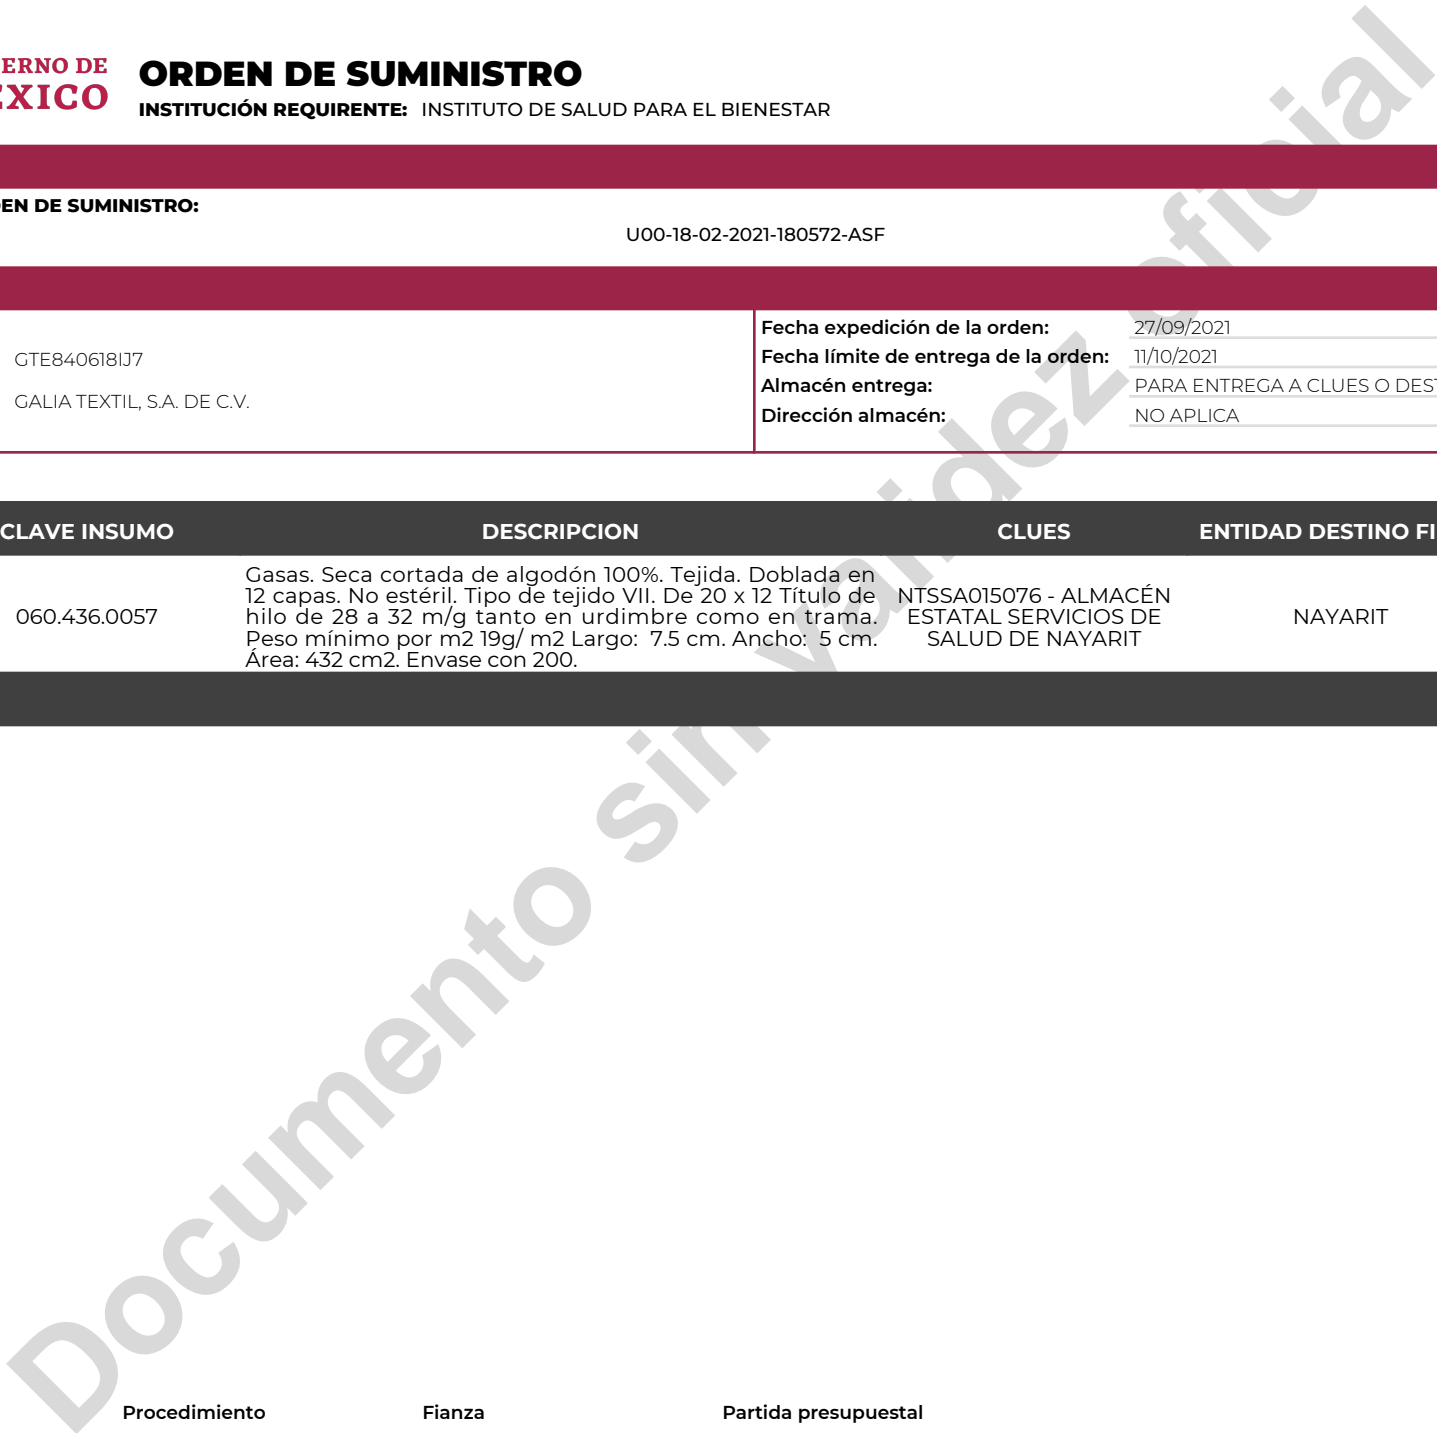 ERNO DE
ÉXICO
ORDEN DE SUMINISTRO
INSTITUCIÓN REQUIRENTE: INSTITUTO DE SALUD PARA EL BIENESTAR
EN DE SUMINISTRO:
U00-18-02-2021-180572-ASF
GTE840618IJ7
GALIA TEXTIL, S.A. DE C.V.
Fecha expedición de la orden: 27/09/2021
Fecha límite de entrega de la orden: 11/10/2021
Almacén entrega: PARA ENTREGA A CLUES O DEST
Dirección almacén: NO APLICA
CLAVE INSUMO DESCRIPCION CLUES ENTIDAD DESTINO FI
060.436.0057
Gasas. Seca cortada de algodón 100%. Tejida. Doblada en
12 capas. No estéril. Tipo de tejido VII. De 20 x 12 Título de
hilo de 28 a 32 m/g tanto en urdimbre como en trama.
Peso mínimo por m2 19g/ m2 Largo: 7.5 cm. Ancho: 5 cm.
Área: 432 cm2. Envase con 200.
NTSSA015076 - ALMACÉN
ESTATAL SERVICIOS DE
SALUD DE NAYARIT
NAYARIT
Documento sin validez oficial
Procedimiento Fianza Partida presupuestal